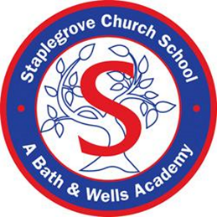 Staplegrove Church School
S
A Bath & Wells Academy